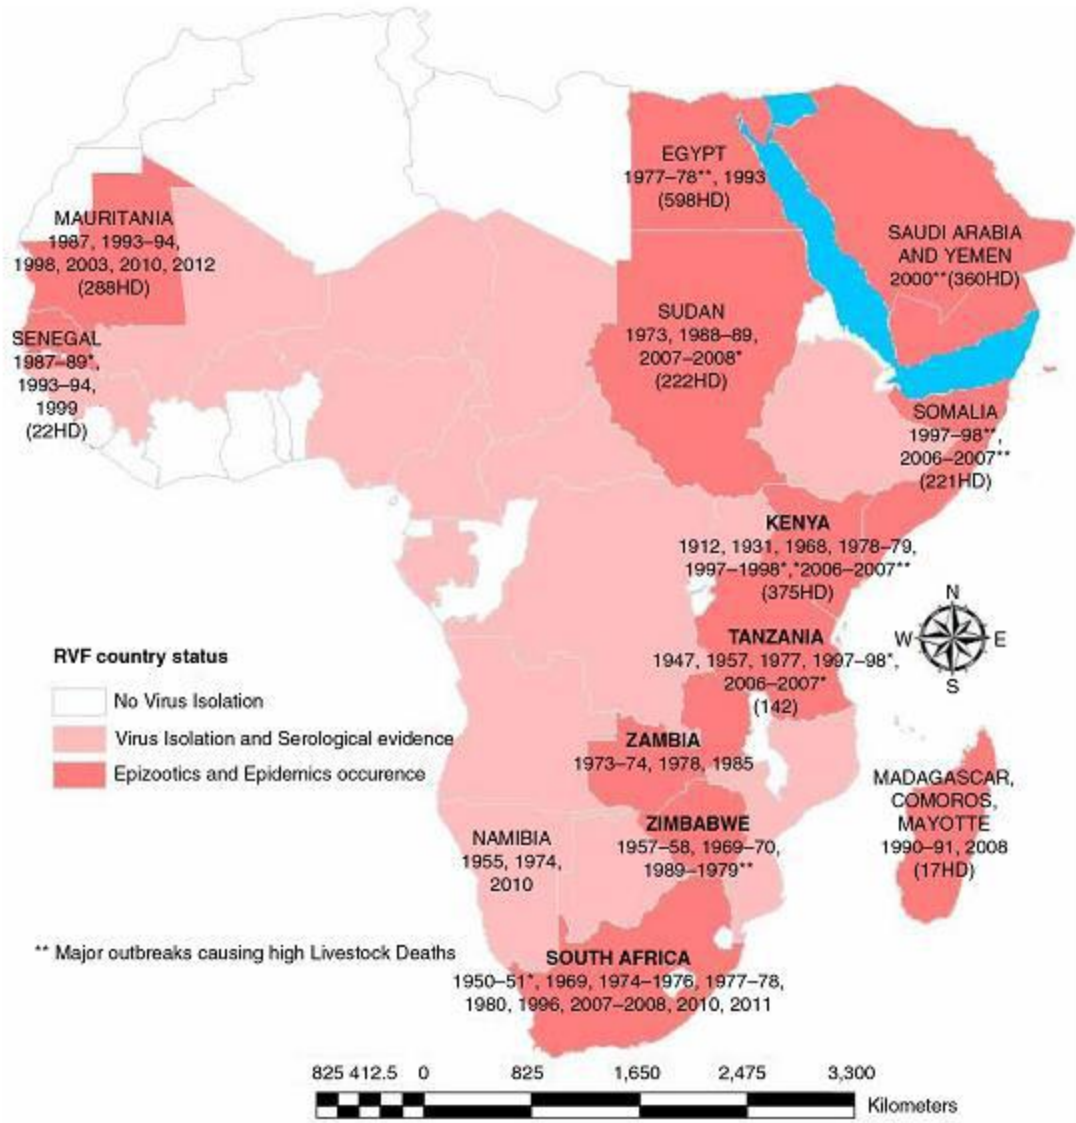 EGYPT
1977–78**, 1993
(598HD)
MAURITANIA
1987, 1993–94,
1998, 2003, 2010, 2012
(288HD)
SAUDI ARABIA
AND YEMEN
2000**(360HD)
SUDAN
1973, 1988–89,
2007–2008*
(222HD)
SENEGAL
1987–89*,
1993–94,
1999
(22HD)
SOMALIA
1997–98**,
2006–2007**
(221HD)
KENYA
1912, 1931, 1968, 1978–79,
1997–1998*,*2006–2007**
(375HD)
N
W E
S
TANZANIA
1947, 1957, 1977, 1997–98*,
2006–2007*
(142)
RVF country status
No Virus Isolation
Virus Isolation and Serological evidence
Epizootics and Epidemics occurence
ZAMBIA
1973–74, 1978, 1985
MADAGASCAR,
COMOROS,
MAYOTTE
1990–91, 2008
(17HD)
ZIMBABWE
1957–58, 1969–70,
1989–1979**
NAMIBIA
1955, 1974,
2010
** Major outbreaks causing high Livestock Deaths
SOUTH AFRICA
1950–51*, 1969, 1974–1976, 1977–78,
1980, 1996, 2007–2008, 2010, 2011
825 412.5 0 825 1,650 2,475 3,300
Kilometers